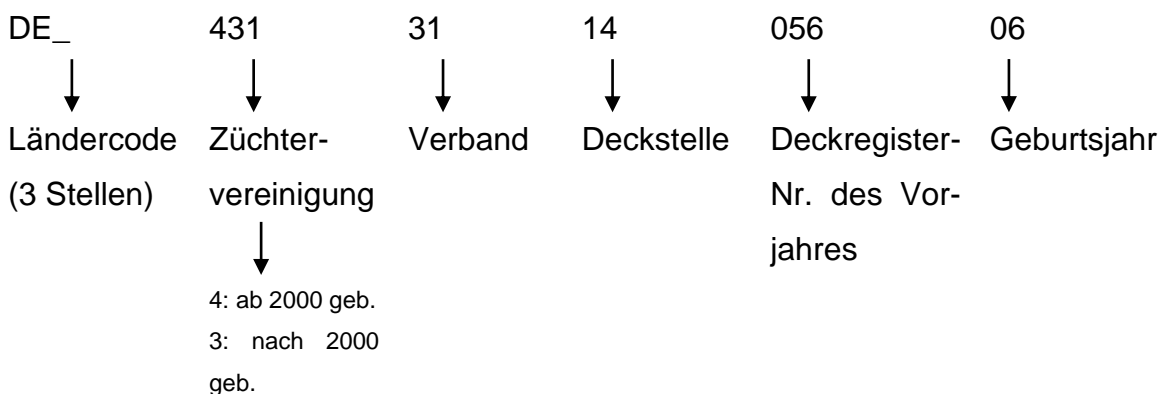 DE_ 431 31 14 056 06
Ländercode Züchter- Verband Deckstelle Deckregister- Geburtsjahr
(3 Stellen) vereinigung Nr. des Vor-
jahres
4: ab 2000 geb.
3: nach 2000
geb.